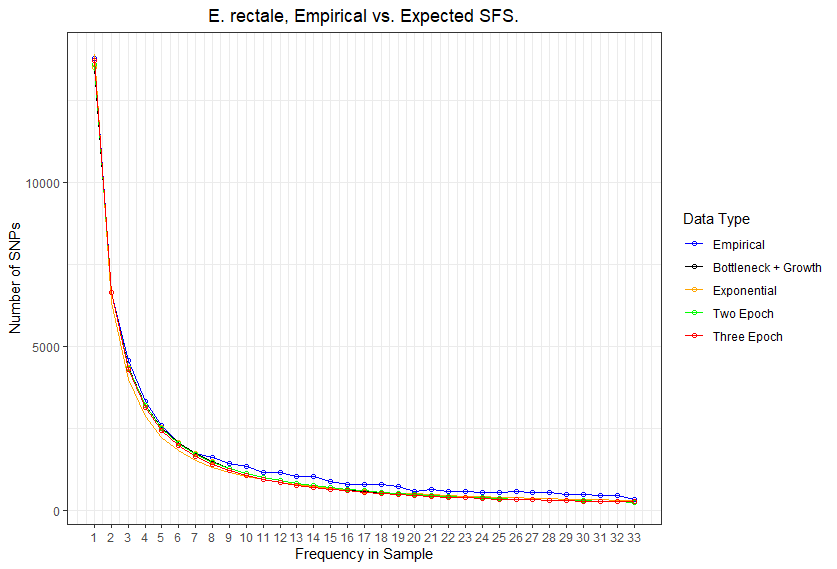 E. rectale, Empirical vs. Expected SFS.
Number of SNPs
10000
5000
0
1 2 3 4 5 6 7 8 9 10 11 12 13 14 15 16 17 18 19 20 21 22 23 24 25 26 27 28 29 30 31 32 33
Frequency in Sample
Data Type
Empirical
Bottleneck + Growth
Exponential
Two Epoch
Three Epoch